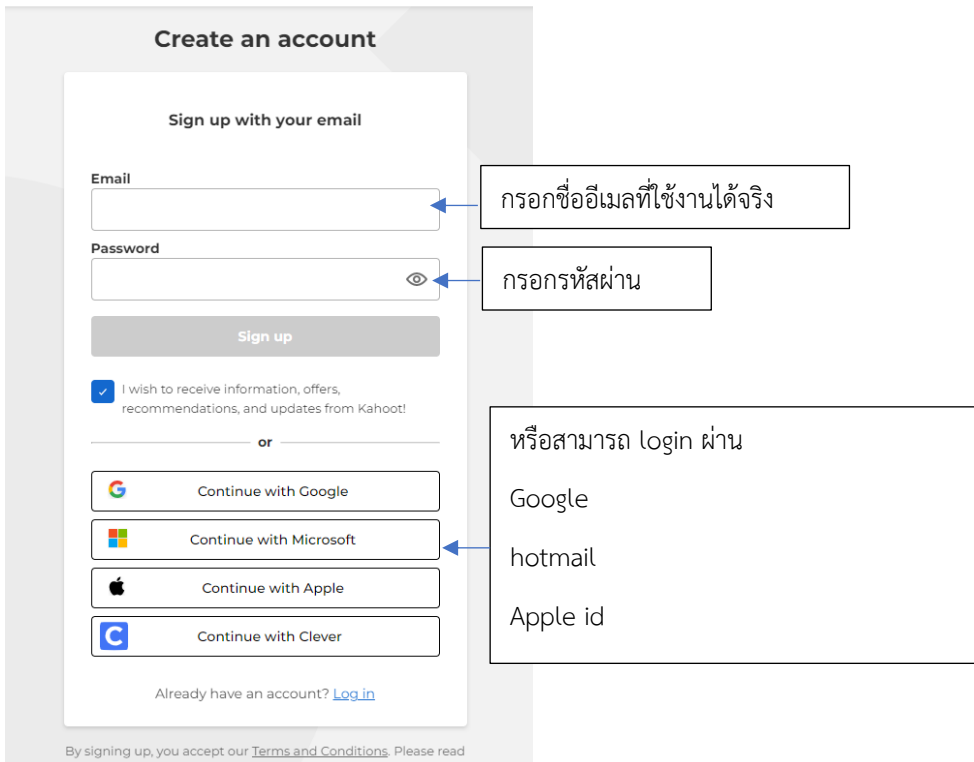 Create an account
Sign up with your email
Email
กรอกชื่ออีเมลที่ใช้งานได้จริง
Password
กรอกรหัสผ่าน
Sign up
I wish to receive information, offers,
recommendations, and updates from Kahoot!
or
หรือสามารถ login ผ่าน
Google
hotmail
Apple id
Continue with Google
Continue with Microsoft
Continue with Apple
Continue with Clever
Already have an account? Log in
By signing up, you accept our Terms and Conditions. Please read